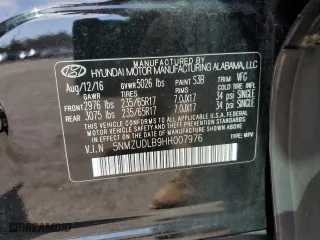 HYUNDAI MOTOR MANUFACTURING ALABAMA, LLC
Aug/12/16 GVWR 5026 lbs PAINT S3B TRIM VFG
GAWR TIRES RIMS COLD TIRE INFL. PRES.
FRONT 2976 lbs 235/65R17 7.0JX17 34 psi SINGLE
REAR 3075 lbs 235/65R17 7.0JX17 34 psi SINGLE
THIS VEHICLE CONFORMS TO ALL APPLICABLE U.S.A. FEDERAL MOTOR VEHICLE SAFETY, BUMPER, AND THEFT PREVENTION STANDARDS IN EFFECT ON THE DATE OF MANUFACTURE SHOWN ABOVE.
V.I.N 5NMZUDLB9HH007976 TYPE: MPV